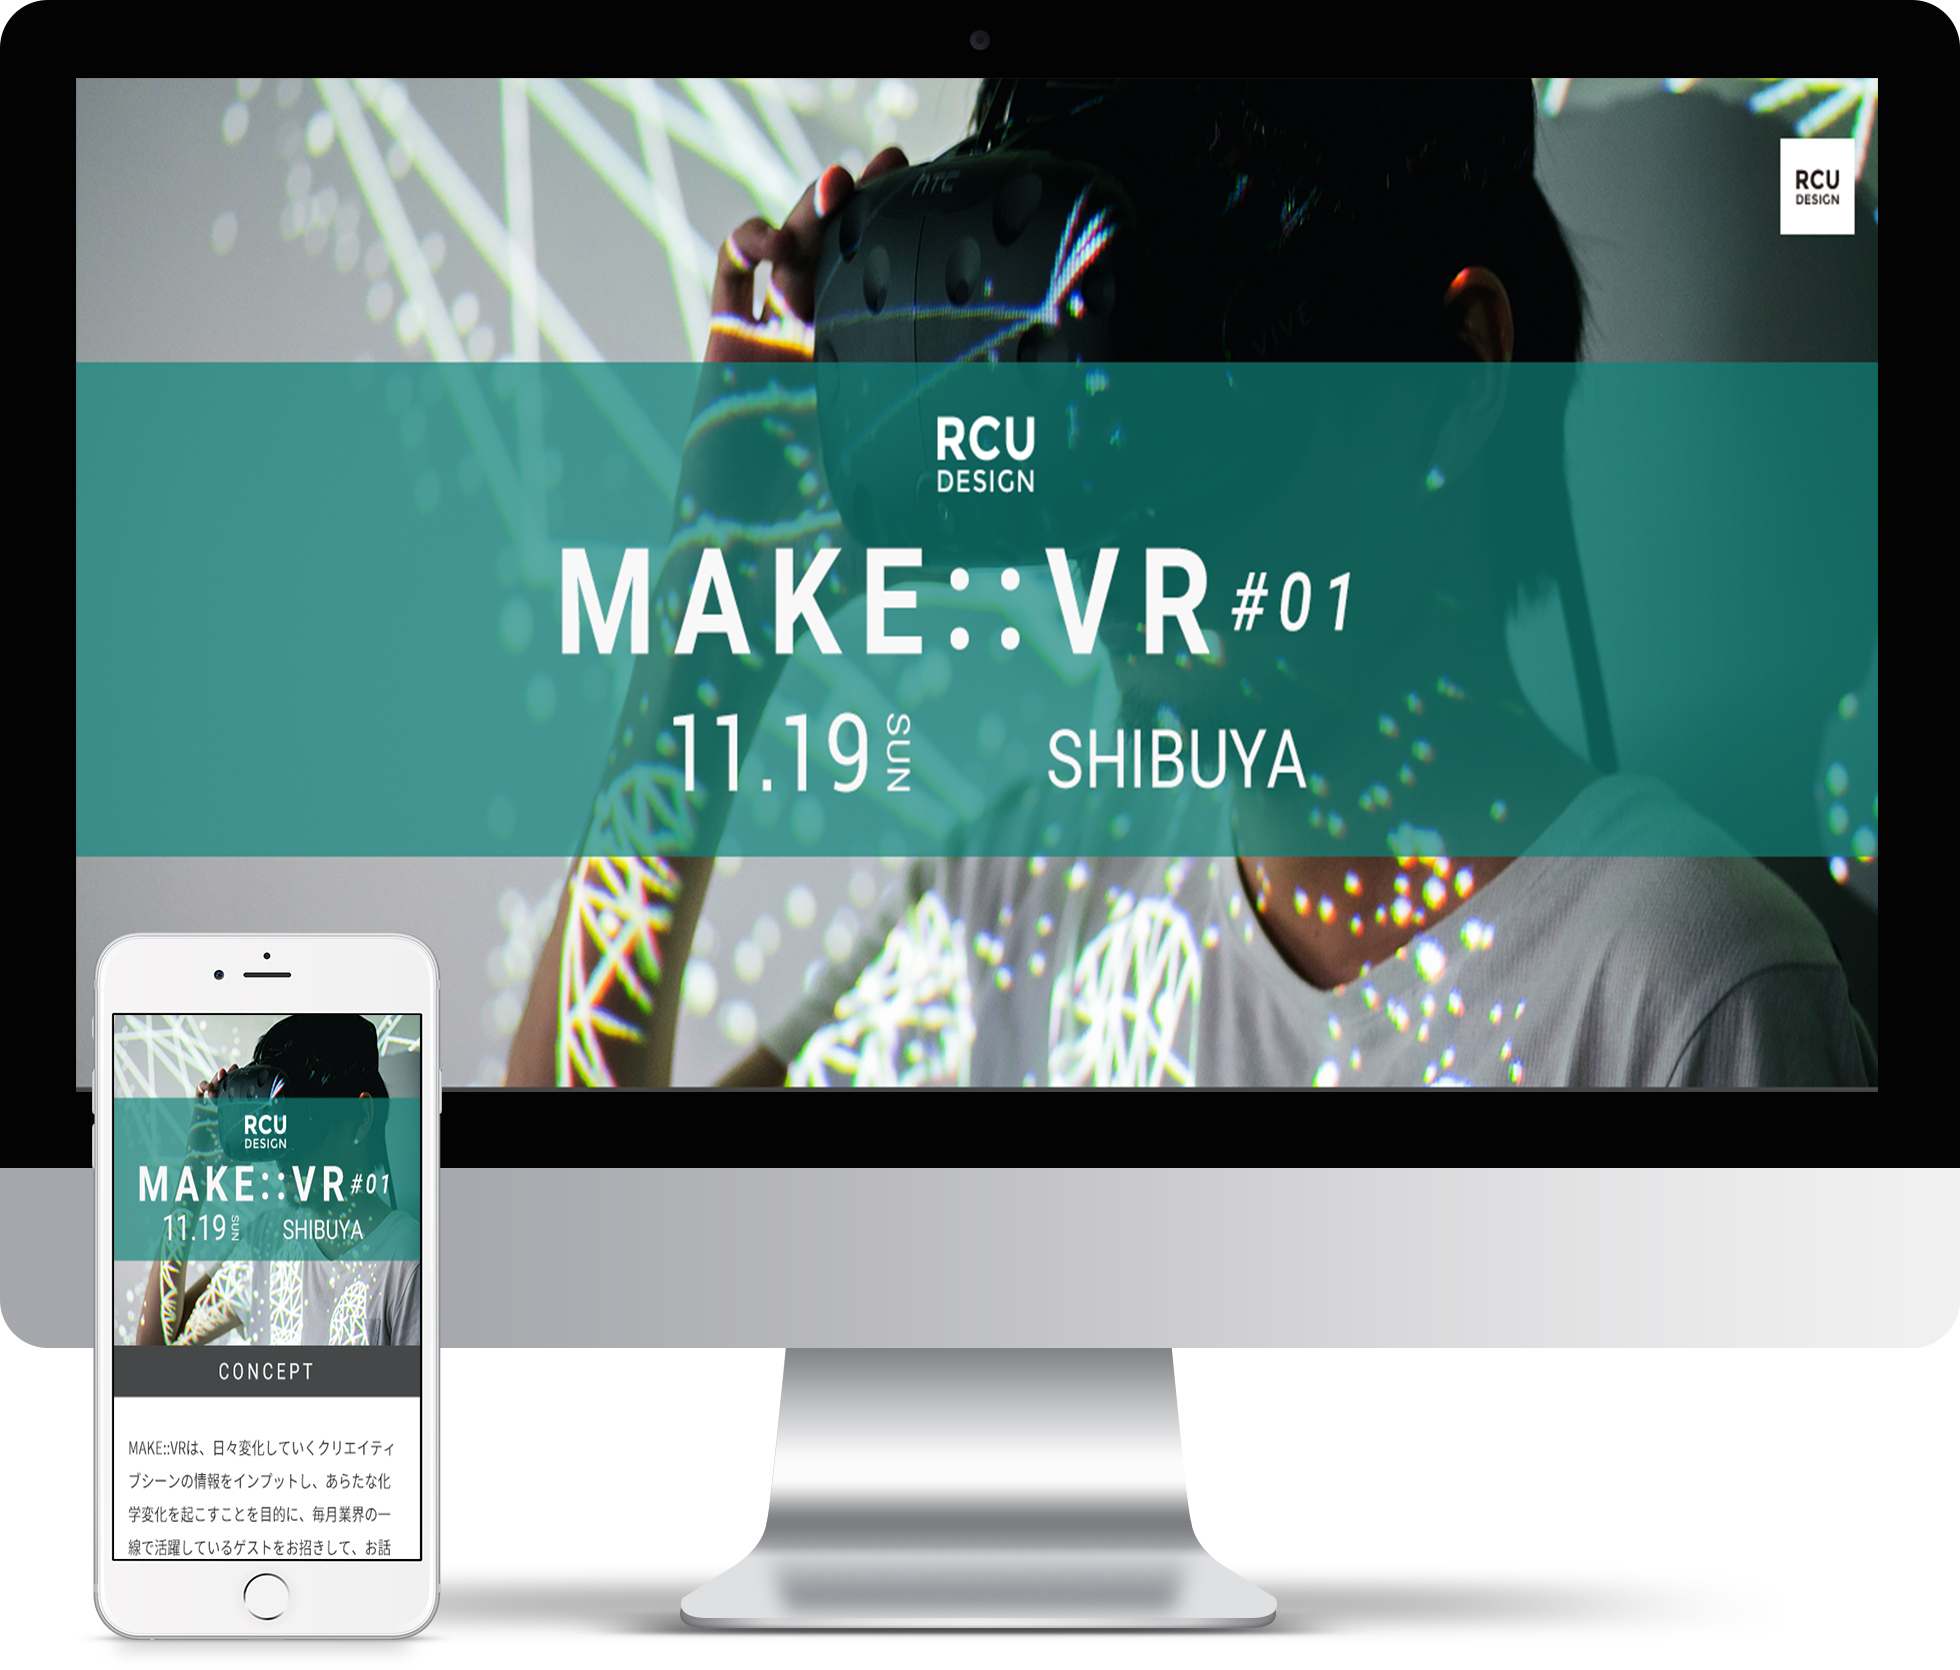 hTC
VIVE
RCU
DESIGN
RCU
DESIGN
MAKE::VR #01
11.19 SUN SHIBUYA
RCU
DESIGN
MAKE::VR #01
11.19 SUN SHIBUYA
CONCEPT
MAKE::VRは、日々変化していくクリエイティ
ブシーンの情報をインプットし、あらたな化
学変化を起こすことを目的に、毎月業界の一
線で活躍しているゲストをお招きして、お話